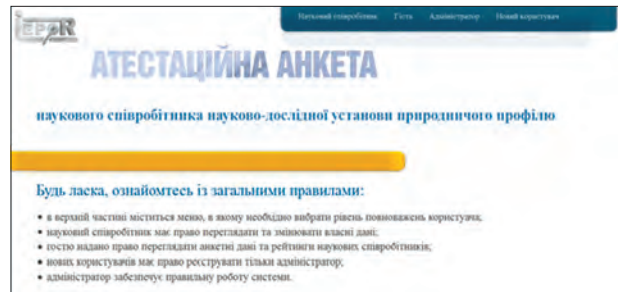 Науковий співробітник Гість Адміністратор Новий користувач
IEPOR
АТЕСТАЦІЙНА АНКЕТА
наукового співробітника науково-дослідної установи природничого профілю
Будь ласка, ознайомтесь із загальними правилами:
• в верхній частині міститься меню, в якому необхідно вибрати рівень повноважень користувача;
• науковий співробітник має право переглядати та змінювати власні дані;
• гостю надано право переглядати анкетні дані та рейтинги наукових співробітників;
• нових користувачів має право реєструвати тільки адміністратор;
• адміністратор забезпечує правильну роботу системи.